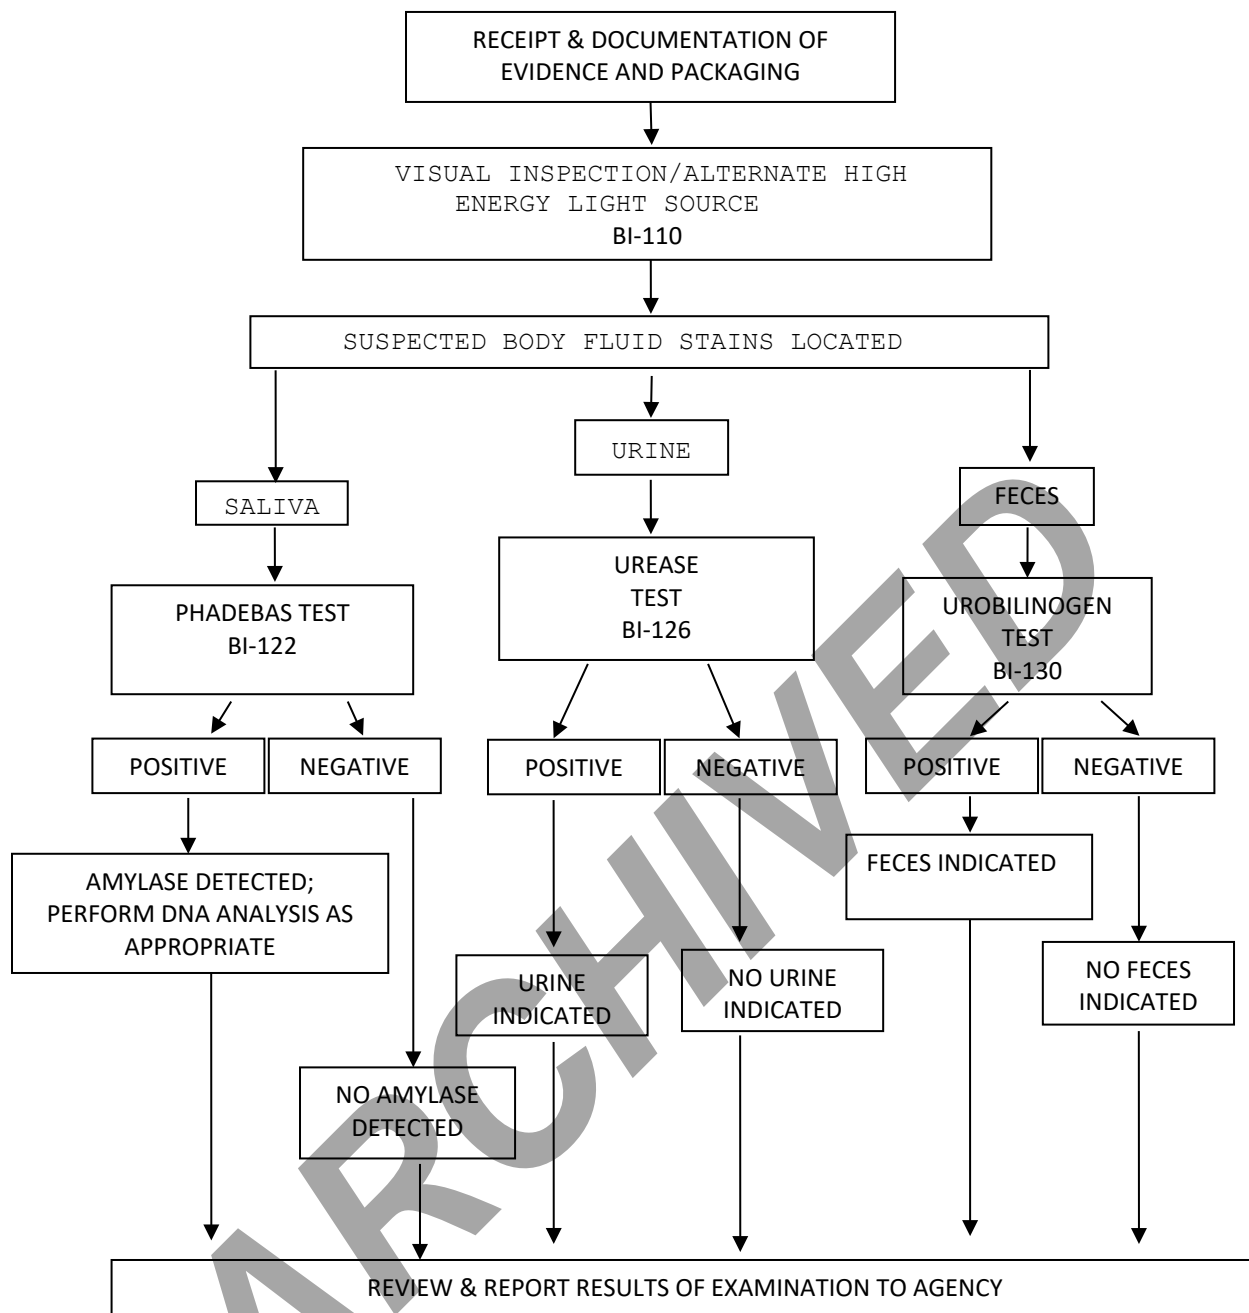 RECEIPT & DOCUMENTATION OF
EVIDENCE AND PACKAGING
VISUAL INSPECTION/ALTERNATE HIGH
ENERGY LIGHT SOURCE
BI-110
SUSPECTED BODY FLUID STAINS LOCATED
SALIVA
URINE
FECES
PHADEBAS TEST
BI-122
UREASE
TEST
BI-126
UROBILINOGEN
TEST
BI-130
POSITIVE
NEGATIVE
POSITIVE
NEGATIVE
POSITIVE
NEGATIVE
AMYLASE DETECTED;
PERFORM DNA ANALYSIS AS
APPROPRIATE
NO AMYLASE
DETECTED
URINE
INDICATED
NO URINE
INDICATED
FECES INDICATED
NO FECES
INDICATED
REVIEW & REPORT RESULTS OF EXAMINATION TO AGENCY
ARCHIVED